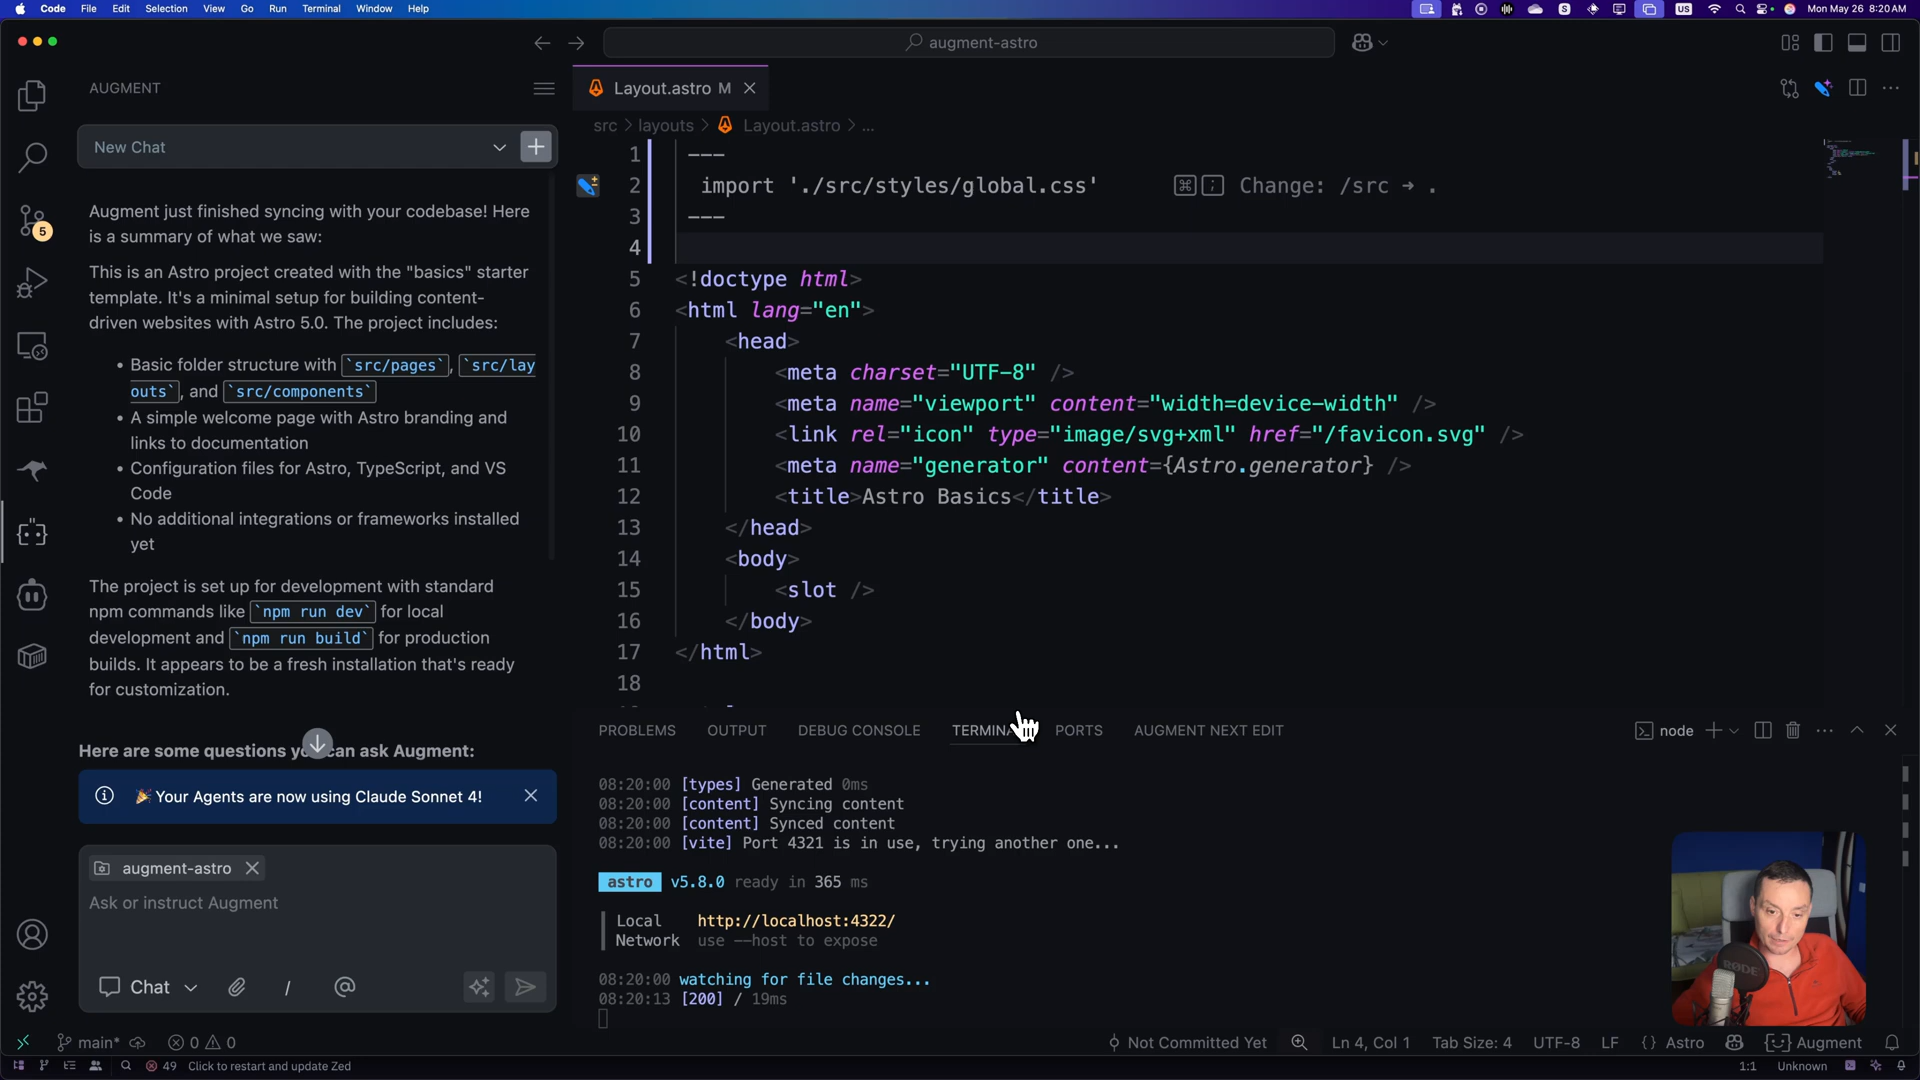 Code File Edit Selection View Go Run Terminal Window Help
US Mon May 26 8:20 AM
augment-astro
AUGMENT
New Chat
Augment just finished syncing with your codebase! Here
is a summary of what we saw:
This is an Astro project created with the "basics" starter
template. It's a minimal setup for building content-
driven websites with Astro 5.0. The project includes:
• Basic folder structure with `src/pages`, `src/lay
outs`, and `src/components`
• A simple welcome page with Astro branding and
links to documentation
• Configuration files for Astro, TypeScript, and VS
Code
• No additional integrations or frameworks installed
yet
The project is set up for development with standard
npm commands like `npm run dev` for local
development and `npm run build` for production
builds. It appears to be a fresh installation that's ready
for customization.
Here are some questions you can ask Augment:
🎉Your Agents are now using Claude Sonnet 4!
augment-astro
Ask or instruct Augment
Chat / @
5
Layout.astro M
src > layouts > Layout.astro > ...
1 ---
2 import './src/styles/global.css' ⌘ ; Change: /src → .
3 ---
4
5 <!doctype html>
6 <html lang="en">
7 <head>
8 <meta charset="UTF-8" />
9 <meta name="viewport" content="width=device-width" />
10 <link rel="icon" type="image/svg+xml" href="/favicon.svg" />
11 <meta name="generator" content={Astro.generator} />
12 <title>Astro Basics</title>
13 </head>
14 <body>
15 <slot />
16 </body>
17 </html>
18
PROBLEMS OUTPUT DEBUG CONSOLE TERMINAL PORTS AUGMENT NEXT EDIT node
08:20:00 [types] Generated 0ms
08:20:00 [content] Syncing content
08:20:00 [content] Synced content
08:20:00 [vite] Port 4321 is in use, trying another one...
astro v5.8.0 ready in 365 ms
Local http://localhost:4322/
Network use --host to expose
08:20:00 watching for file changes...
08:20:13 [200] / 19ms
RODE
main* 0 0 Not Committed Yet Ln 4, Col 1 Tab Size: 4 UTF-8 LF {} Astro Augment
49 Click to restart and update Zed 1:1 Unknown